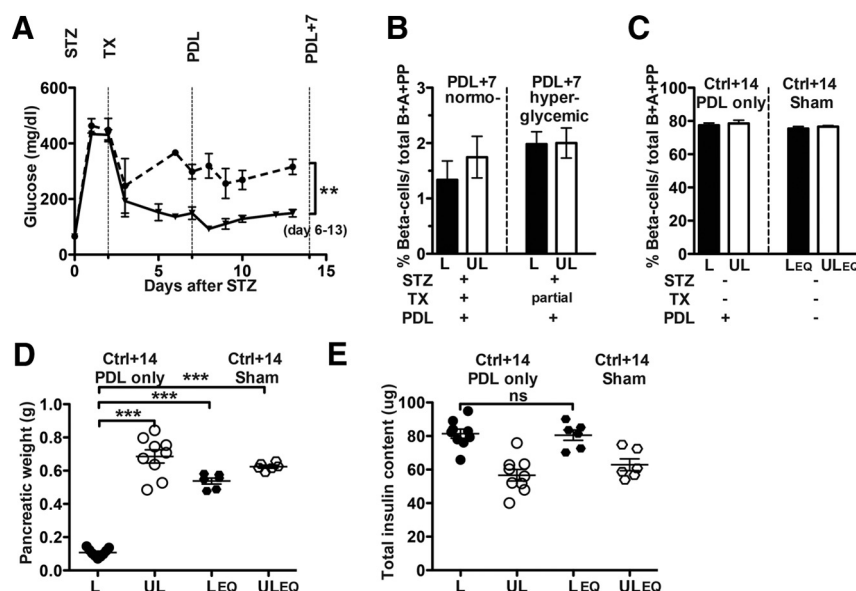 A
STZ
TX
PDL
PDL+7
Glucose (mg/dl)
600
400
200
0
0
5
10
15
Days after STZ
**
(day 6-13)
B
% Beta-cells/ total B+A+PP
3
2
1
0
PDL+7
normo-
PDL+7
hyper-
glycemic
L UL L UL
STZ + +
TX + partial
PDL + +
C
% Beta-cells/ total B+A+PP
100
80
60
40
20
0
Ctrl+14
PDL only
Ctrl+14
Sham
L UL LEQ ULEQ
STZ - -
TX - -
PDL + -
D
Ctrl+14
PDL only
Ctrl+14
Sham
***
***
***
Pancreatic weight (g)
1.0
0.8
0.6
0.4
0.2
0.0
L UL LEQ ULEQ
E
Ctrl+14
PDL only
Ctrl+14
Sham
ns
Total insulin content (ug)
100
80
60
40
20
0
L UL LEQ ULEQ